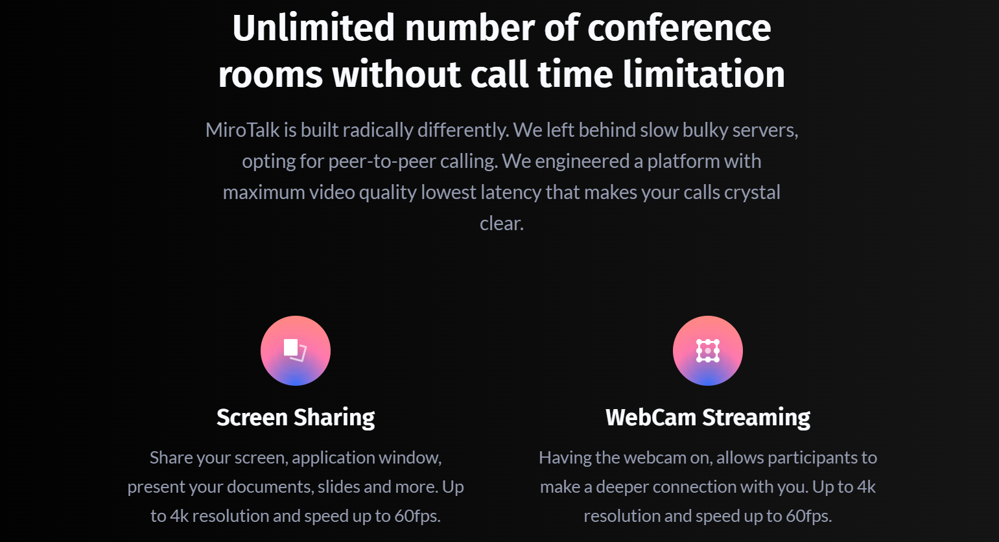 Unlimited number of conference
rooms without call time limitation
MiroTalk is built radically differently. We left behind slow bulky servers,
opting for peer-to-peer calling. We engineered a platform with
maximum video quality lowest latency that makes your calls crystal
clear.
Screen Sharing
Share your screen, application window,
present your documents, slides and more. Up
to 4k resolution and speed up to 60fps.
WebCam Streaming
Having the webcam on, allows participants to
make a deeper connection with you. Up to 4k
resolution and speed up to 60fps.